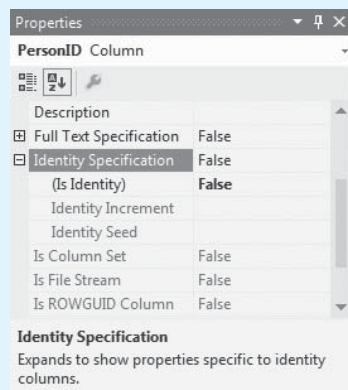 Properties
PersonID Column
Description
Full Text Specification False
Identity Specification False
(Is Identity) False
Identity Increment
Identity Seed
Is Column Set False
Is File Stream False
Is ROWGUID Column False
Identity Specification
Expands to show properties specific to identity
columns.